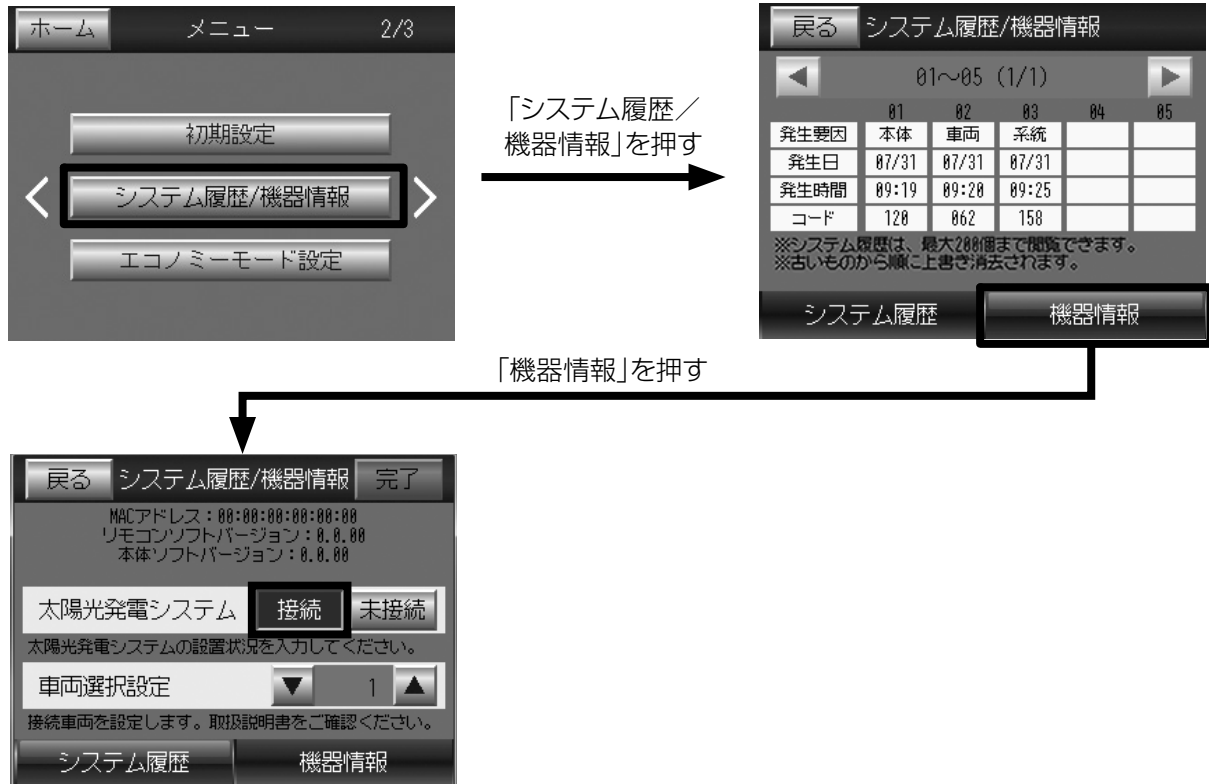 ホーム メニュー 2/3
初期設定
システム履歴/機器情報
エコノミーモード設定
「システム履歴／
機器情報」を押す
戻る システム履歴/機器情報
01～05 (1/1)
01 02 03 04 05
発生要因 本体 車両 系統
発生日 07/31 07/31 07/31
発生時間 09:19 09:20 09:25
コード 120 062 158
※システム履歴は、最大200個まで閲覧できます。
※古いものから順に上書き消去されます。
システム履歴 機器情報
「機器情報」を押す
戻る システム履歴/機器情報 完了
MACアドレス：00:00:00:00:00:00
リモコンソフトバージョン：0.0.00
本体ソフトバージョン：0.0.00
太陽光発電システム 接続 未接続
太陽光発電システムの設置状況を入力してください。
車両選択設定 ▼ 1 ▲
接続車両を設定します。取扱説明書をご確認ください。
システム履歴 機器情報